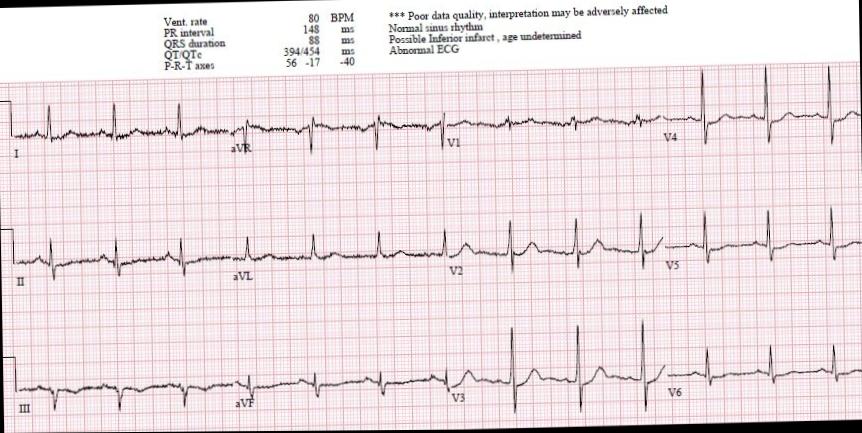 Vent. rate 80 BPM
PR interval 148 ms
QRS duration 88 ms
QT/QTc 394/454 ms
P-R-T axes 56 -17 -40
*** Poor data quality, interpretation may be adversely affected
Normal sinus rhythm
Possible Inferior infarct , age undetermined
Abnormal ECG
I aVR V1 V4
II aVL V2 V5
III aVF V3 V6